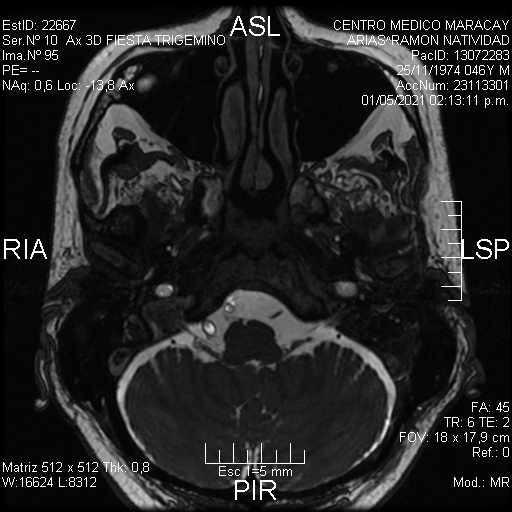 EstID: 22667
Ser.Nº 10 Ax 3D FIESTA TRIGEMINO
Ima.Nº 95
PE= --
NAq: 0,6 Loc: -13,8 Ax
ASL
CENTRO MEDICO MARACAY
ARIAS^RAMON NATIVIDAD
PacID: 13072283
25/11/1974 046Y M
AccNum: 23113301
01/05/2021 02:13:11 p.m.
RIA
LSP
FA: 45
TR: 6 TE: 2
FOV: 18 x 17,9 cm
Ref.: 0
Mod.: MR
Matriz 512 x 512 Thk: 0,8
W:16624 L:8312
Esc 1=5 mm
PIR